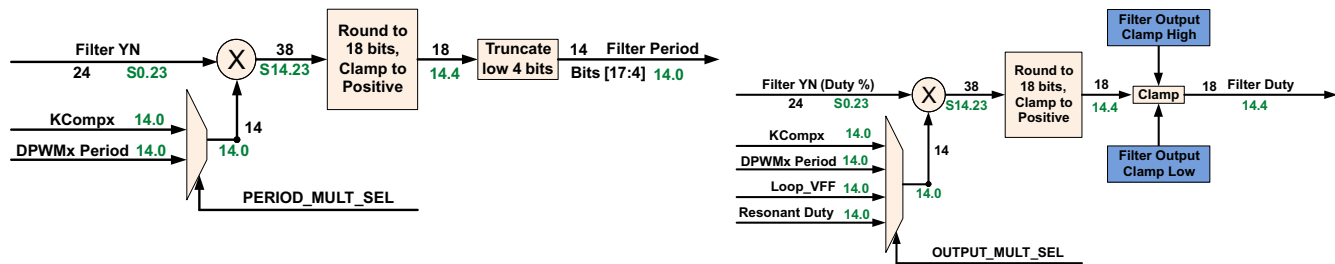 Filter YN
24 S0.23
X
38
S14.23
Round to
18 bits,
Clamp to
Positive
18
14.4
Truncate
low 4 bits
14 Filter Period
Bits [17:4] 14.0
KCompx 14.0
DPWMx Period 14.0
14
14.0
PERIOD_MULT_SEL
Filter YN (Duty %)
24 S0.23
X
38
S14.23
Round to
18 bits,
Clamp to
Positive
18
14.4
Filter Output
Clamp High
Clamp
Filter Output
Clamp Low
18 Filter Duty
14.4
KCompx 14.0
DPWMx Period 14.0
Loop_VFF 14.0
Resonant Duty 14.0
14
14.0
OUTPUT_MULT_SEL